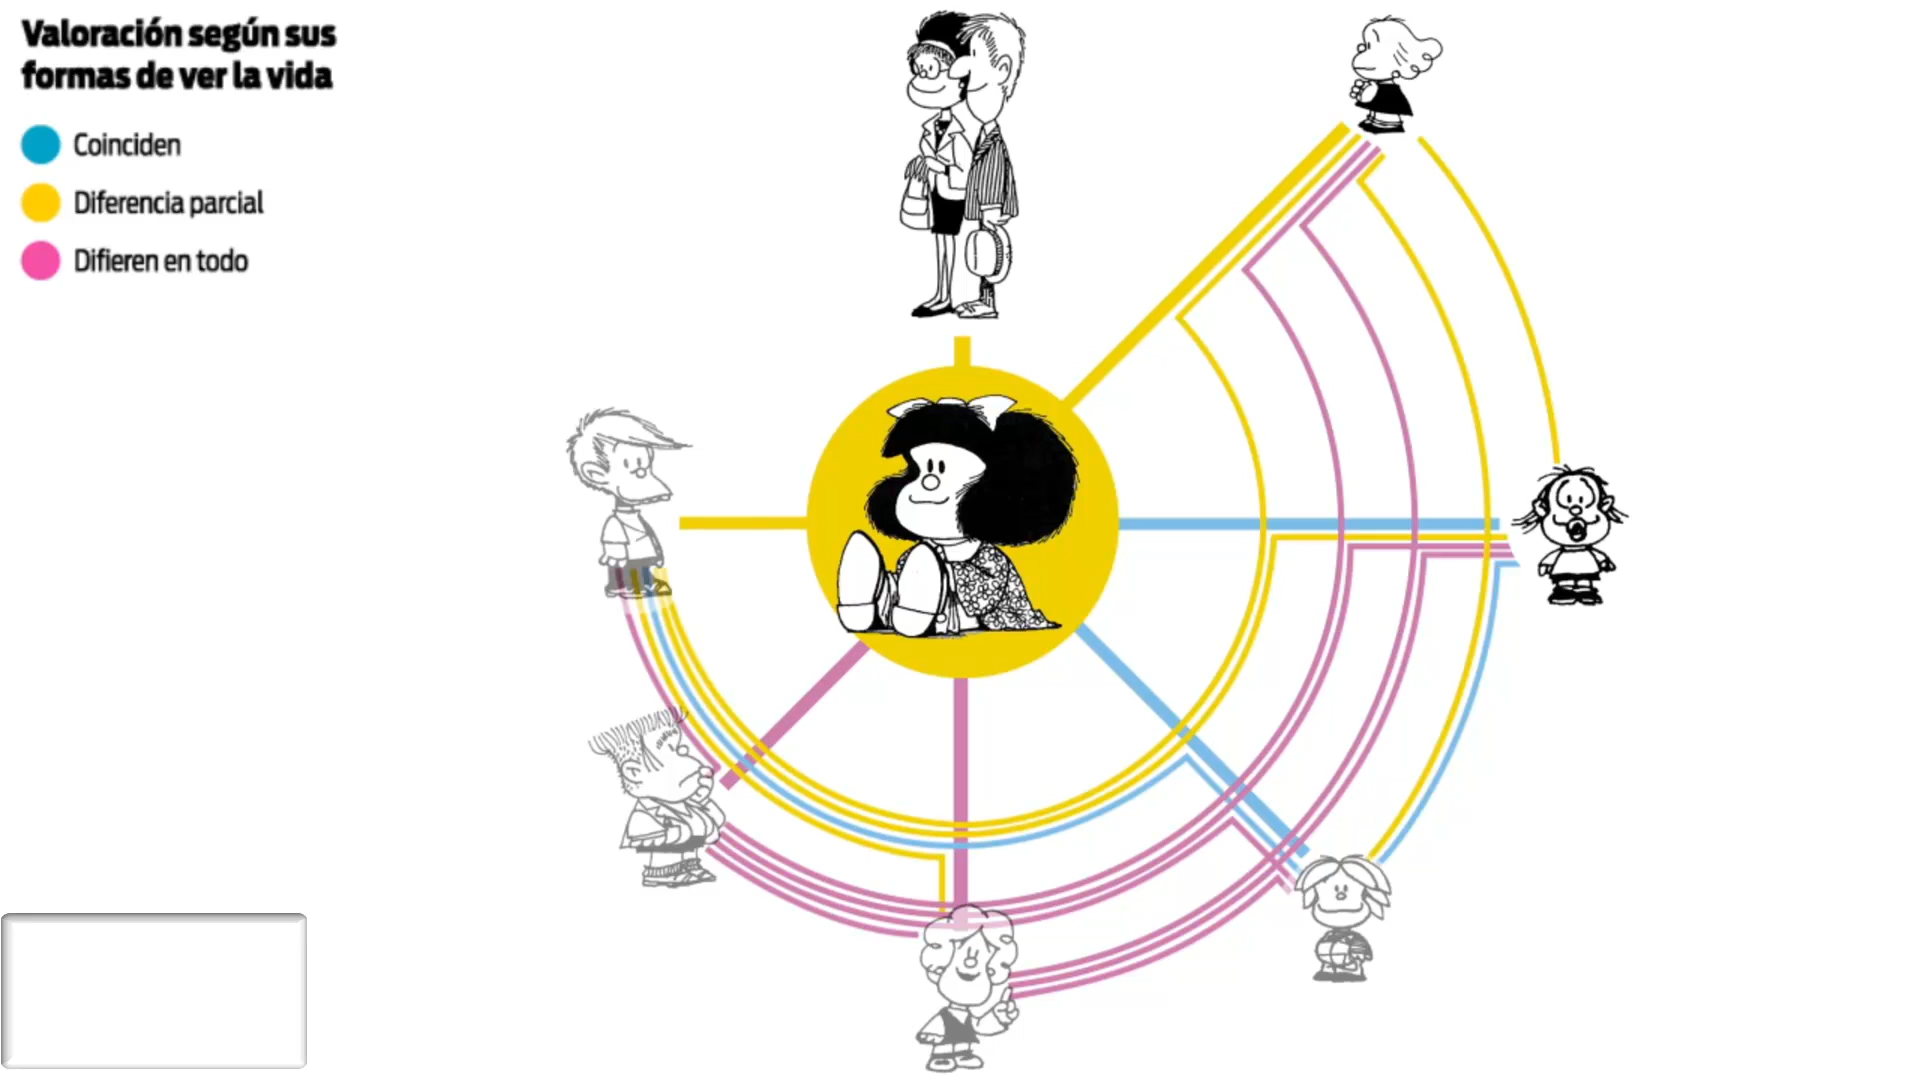 Valoración según sus
formas de ver la vida
Coinciden
Diferencia parcial
Difieren en todo